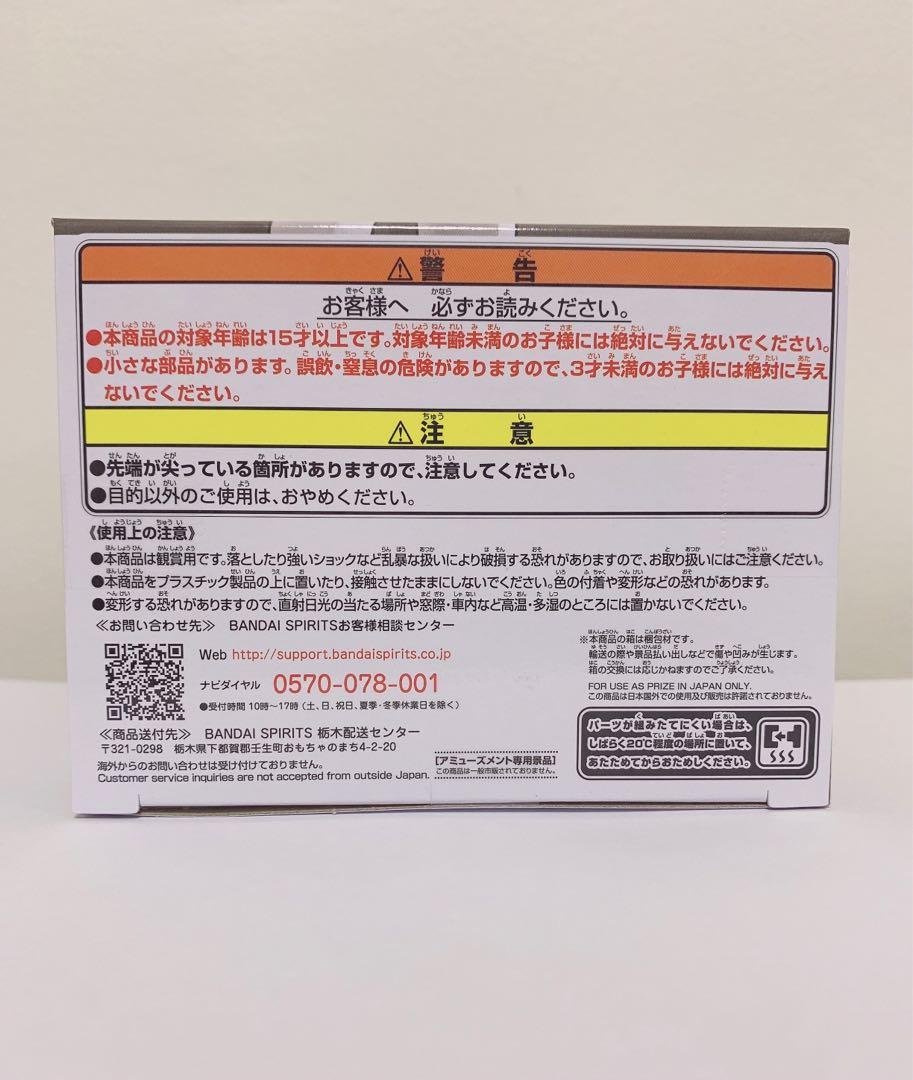 ⚠警告
お客様へ 必ずお読みください。
●本商品の対象年齢は15才以上です。対象年齢未満のお子様には絶対に与えないでください。
●小さな部品があります。誤飲・窒息の危険がありますので、3才未満のお子様には絶対に与え
ないでください。
⚠注意
●先端が尖っている箇所がありますので、注意してください。
●目的以外のご使用は、おやめください。
《使用上の注意》
●本商品は観賞用です。落としたり強いショックなど乱暴な扱いにより破損する恐れがありますので、お取り扱いにはご注意ください。
●本商品をプラスチック製品の上に置いたり、接触させたままにしないでください。色の付着や変形などの恐れがあります。
●変形する恐れがありますので、直射日光の当たる場所や窓際・車内など高温・多湿のところには置かないでください。
≪お問い合わせ先≫ BANDAI SPIRITSお客様相談センター
Web http://support.bandaispirits.co.jp
ナビダイヤル 0570-078-001
●受付時間 10時～17時 (土、日、祝日、夏季・冬季休業日を除く)
≪商品送付先≫ BANDAI SPIRITS 栃木配送センター
〒321-0298 栃木県下都賀郡壬生町おもちゃのまち4-2-20
海外からのお問い合わせは受け付けておりません。
Customer service inquiries are not accepted from outside Japan.
[アミューズメント専用景品]
この商品は一般市販されておりません。
※本商品の箱は梱包材です。
輸送の際や景品払い出しなどで傷や凹みが生じます。
箱の交換には応じかねますのでご了承ください。
FOR USE AS PRIZE IN JAPAN ONLY.
この商品は日本国外での使用及び販売は許諾されておりません。
パーツが組みたてにくい場合は、
しばらく20℃程度の場所に置いて、
あたためてからおためしください。